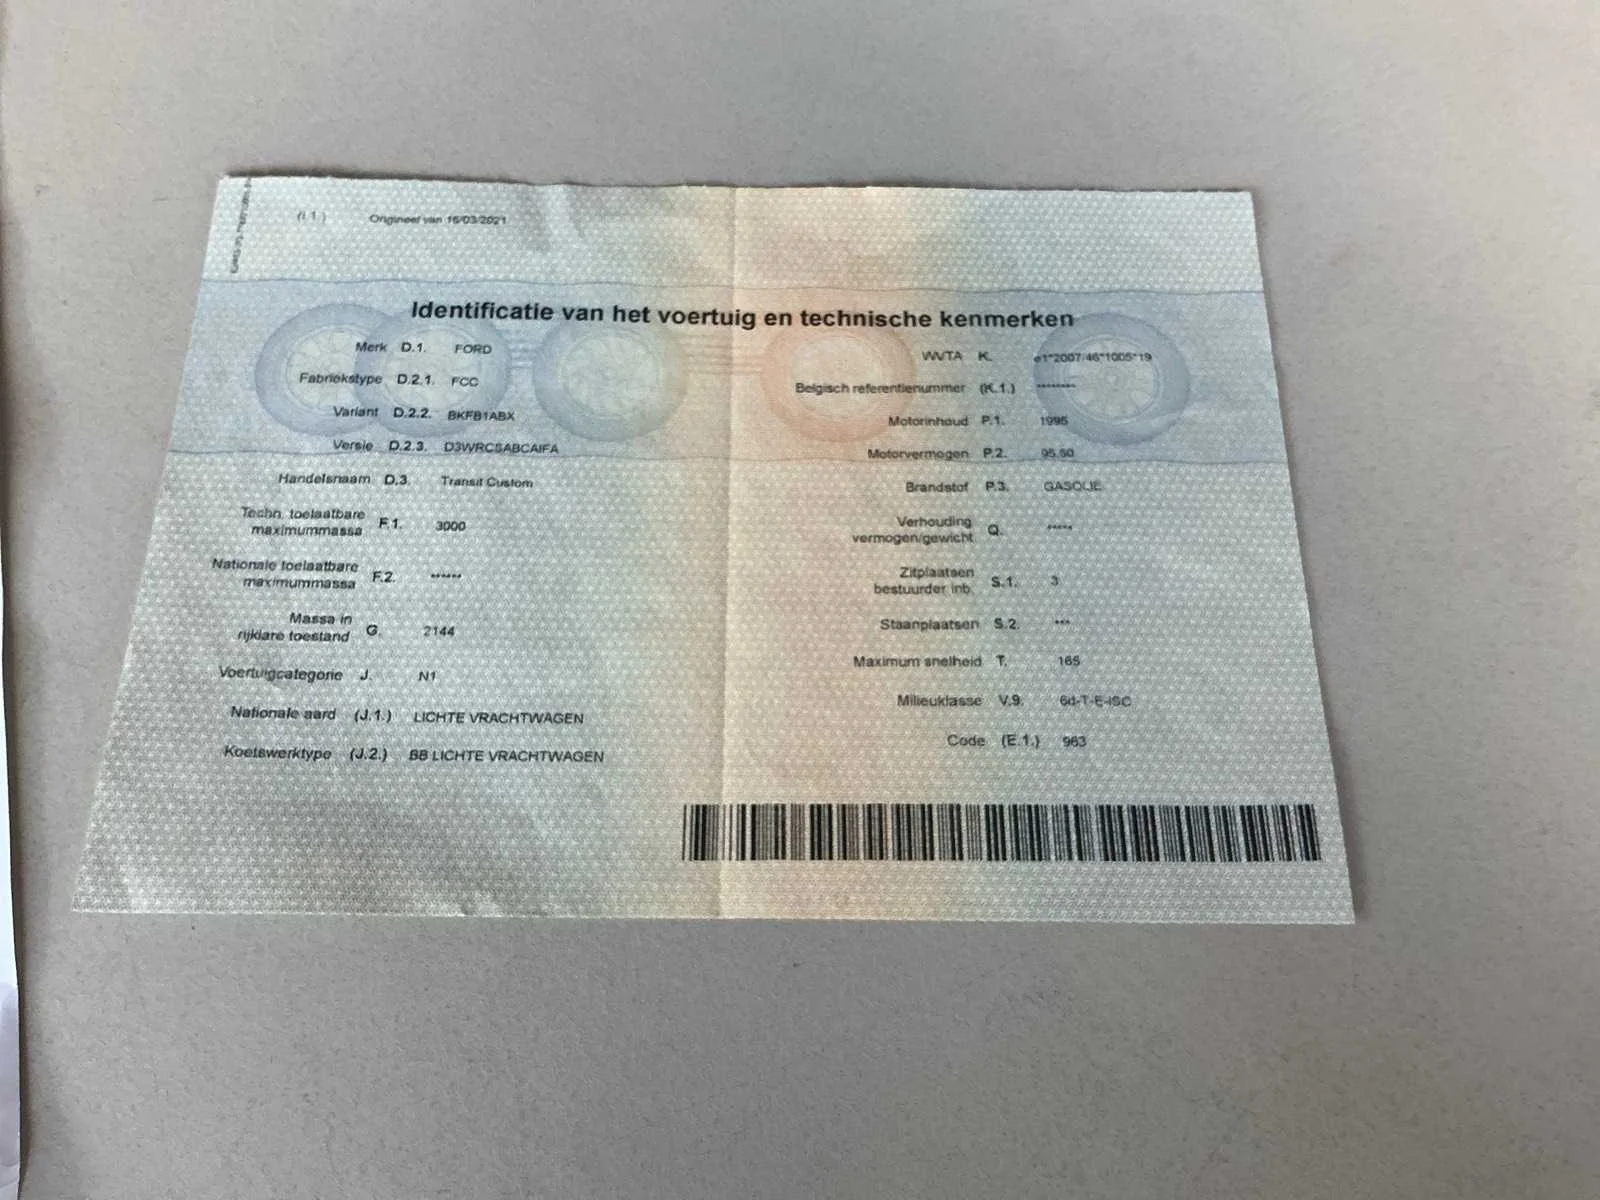 (I.1.) Origineel van 16/03/2021
Identificatie van het voertuig en technische kenmerken
Merk D.1. FORD
Fabriekstype D.2.1. FCC
Variant D.2.2. BKFB1ABX
Versie D.2.3. D3WRCSABCAIFA
Handelsnaam D.3. Transit Custom
Techn. toelaatbare
maximummassa F.1. 3000
Nationale toelaatbare
maximummassa F.2. ******
Massa in
rijklare toestand G. 2144
Voertuigcategorie J. N1
Nationale aard (J.1.) LICHTE VRACHTWAGEN
Koetswerktype (J.2.) BB LICHTE VRACHTWAGEN
WVTA K. e1*2007/46*1005*19
Belgisch referentienummer (K.1.) ********
Motorinhoud P.1. 1995
Motorvermogen P.2. 95.60
Brandstof P.3. GASOLIE
Verhouding
vermogen/gewicht Q. *****
Zitplaatsen
bestuurder inb. S.1. 3
Staanplaatsen S.2. ***
Maximum snelheid T. 165
Milieuklasse V.9. 6d-T-E-ISC
Code (E.1.) 963